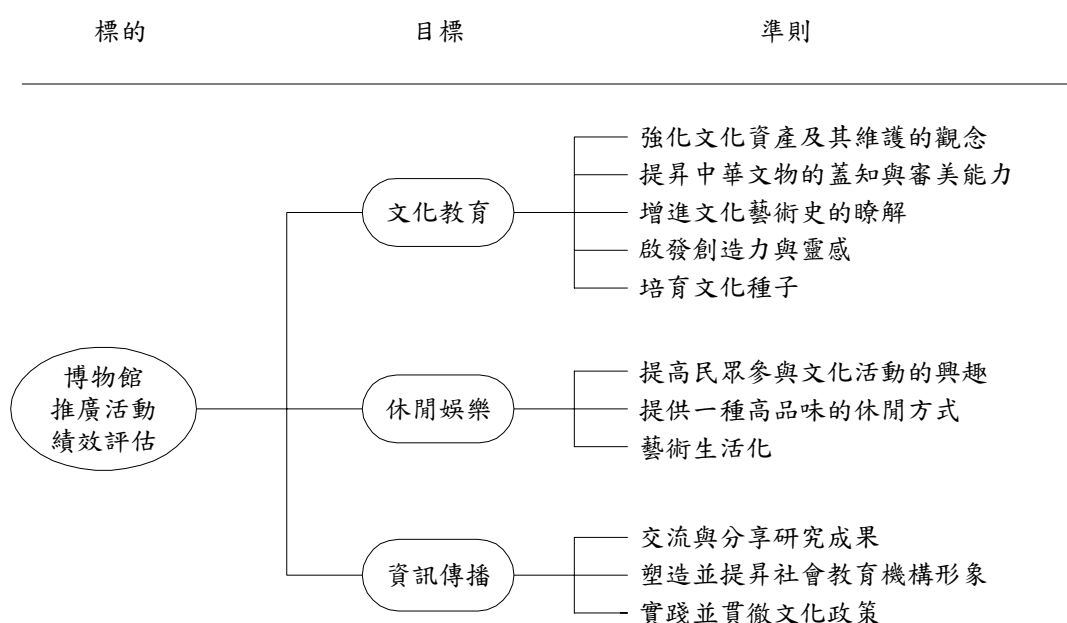 標的 目標 準則
強化文化資產及其維護的觀念
提昇中華文物的蓋知與審美能力
文化教育
增進文化藝術史的瞭解
啟發創造力與靈感
培育文化種子
博物館
推廣活動
績效評估
提高民眾參與文化活動的興趣
休閒娛樂
提供一種高品味的休閒方式
藝術生活化
交流與分享研究成果
資訊傳播
塑造並提昇社會教育機構形象
實踐並貫徹文化政策